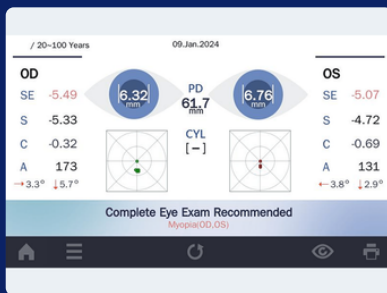 / 20~100 Years
09.Jan.2024
OD
SE -5.49
S -5.33
C -0.32
A 173
→3.3° ↓5.7°
6.32
mm
PD
61.7
mm
CYL
[-]
6.76
mm
OS
SE -5.07
S -4.72
C -0.69
A 131
←3.8° ↓2.9°
Complete Eye Exam Recommended
Myopia(OD,OS)